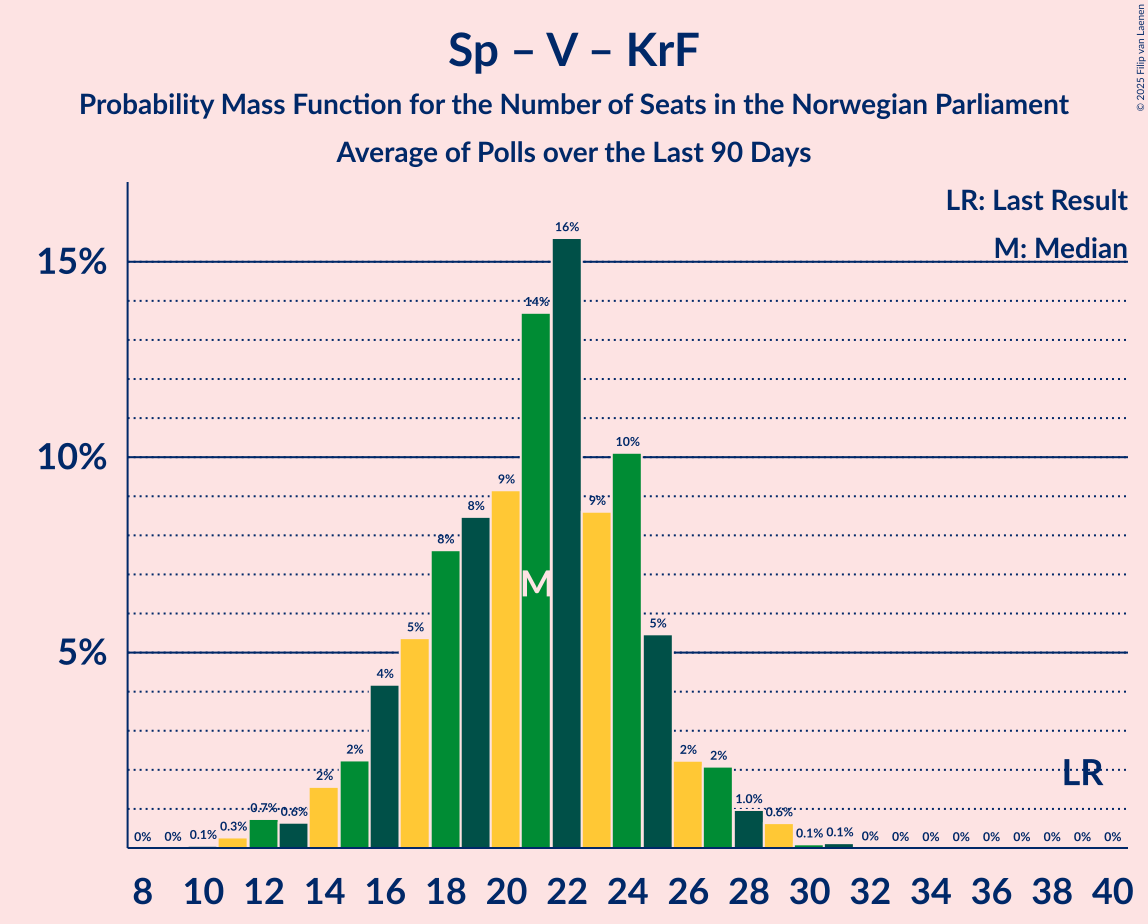 Sp – V – KrF
Probability Mass Function for the Number of Seats in the Norwegian Parliament
Average of Polls over the Last 90 Days
© 2025 Filip van Laenen
LR: Last Result
M: Median
15%
10%
5%
0% 0% 0.1% 0.3% 0.7% 0.6% 2% 2% 4% 5% 8% 8% 9% 14% 16% 9% 10% 5% 2% 2% 1.0% 0.6% 0.1% 0.1% 0% 0% 0% 0% 0% 0% 0% 0% 0%
M
LR
8 10 12 14 16 18 20 22 24 26 28 30 32 34 36 38 40